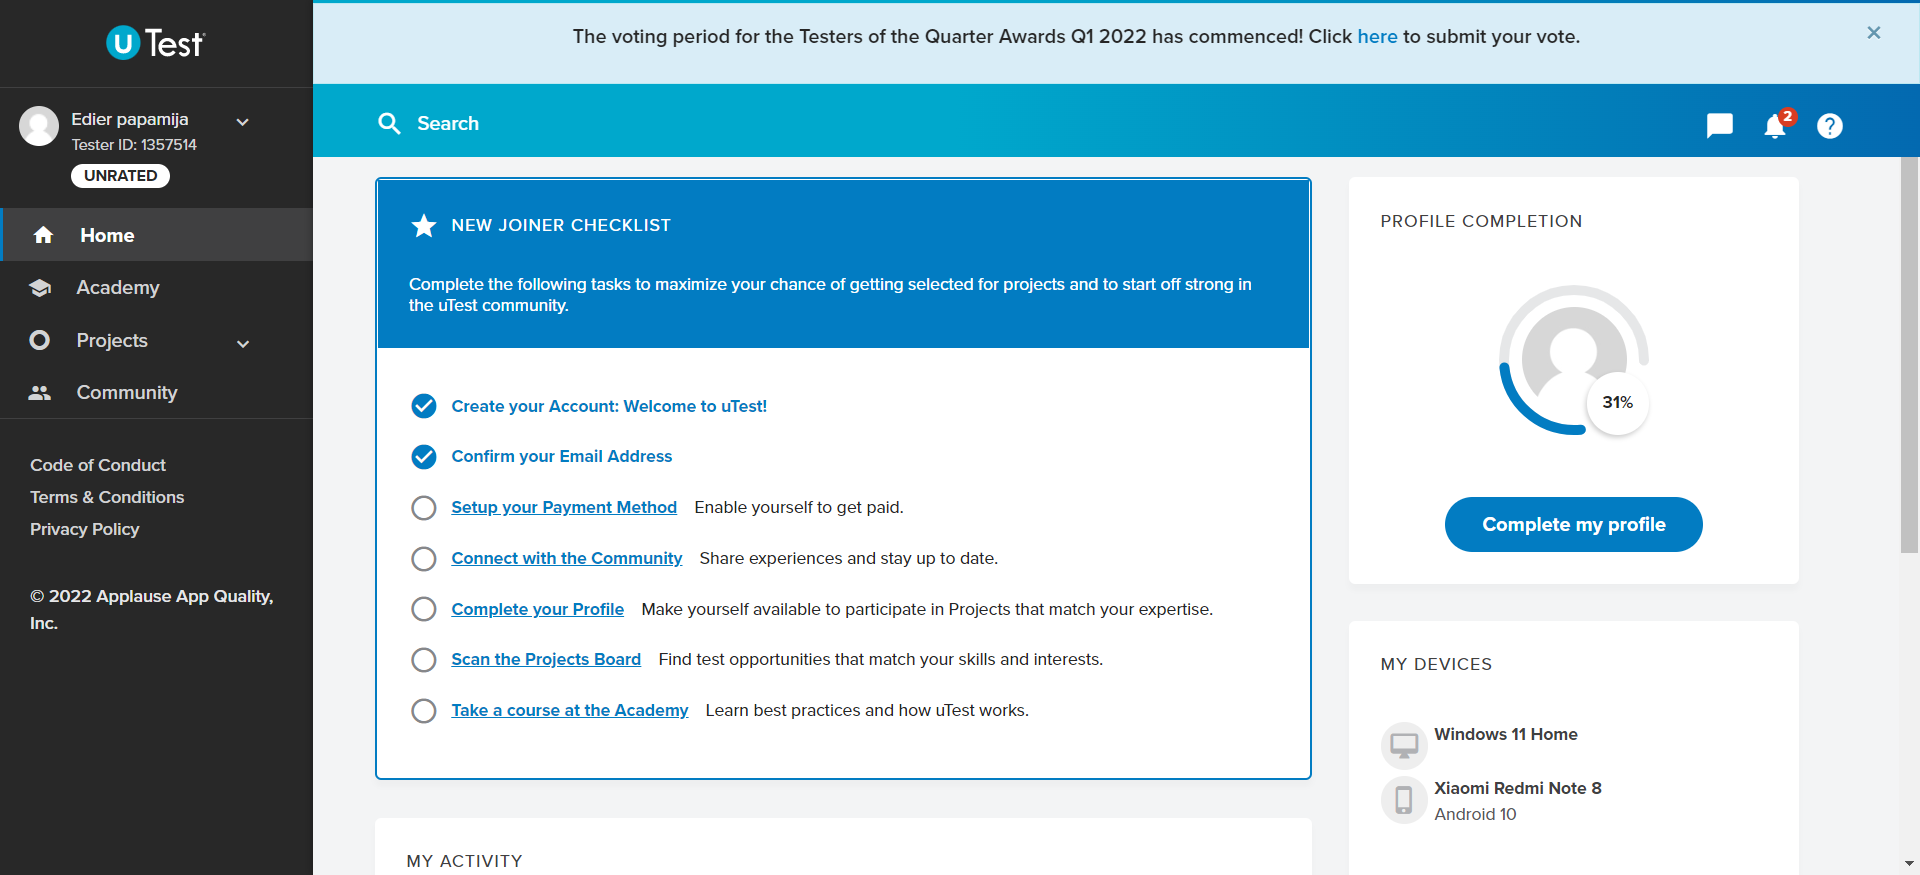 uTest
Edier papamija
Tester ID: 1357514
UNRATED
Home
Academy
Projects
Community
Code of Conduct
Terms & Conditions
Privacy Policy
© 2022 Applause App Quality,
Inc.
The voting period for the Testers of the Quarter Awards Q1 2022 has commenced! Click here to submit your vote.
Search
2
NEW JOINER CHECKLIST
Complete the following tasks to maximize your chance of getting selected for projects and to start off strong in
the uTest community.
Create your Account: Welcome to uTest!
Confirm your Email Address
Setup your Payment Method Enable yourself to get paid.
Connect with the Community Share experiences and stay up to date.
Complete your Profile Make yourself available to participate in Projects that match your expertise.
Scan the Projects Board Find test opportunities that match your skills and interests.
Take a course at the Academy Learn best practices and how uTest works.
MY ACTIVITY
PROFILE COMPLETION
31%
Complete my profile
MY DEVICES
Windows 11 Home
Xiaomi Redmi Note 8
Android 10